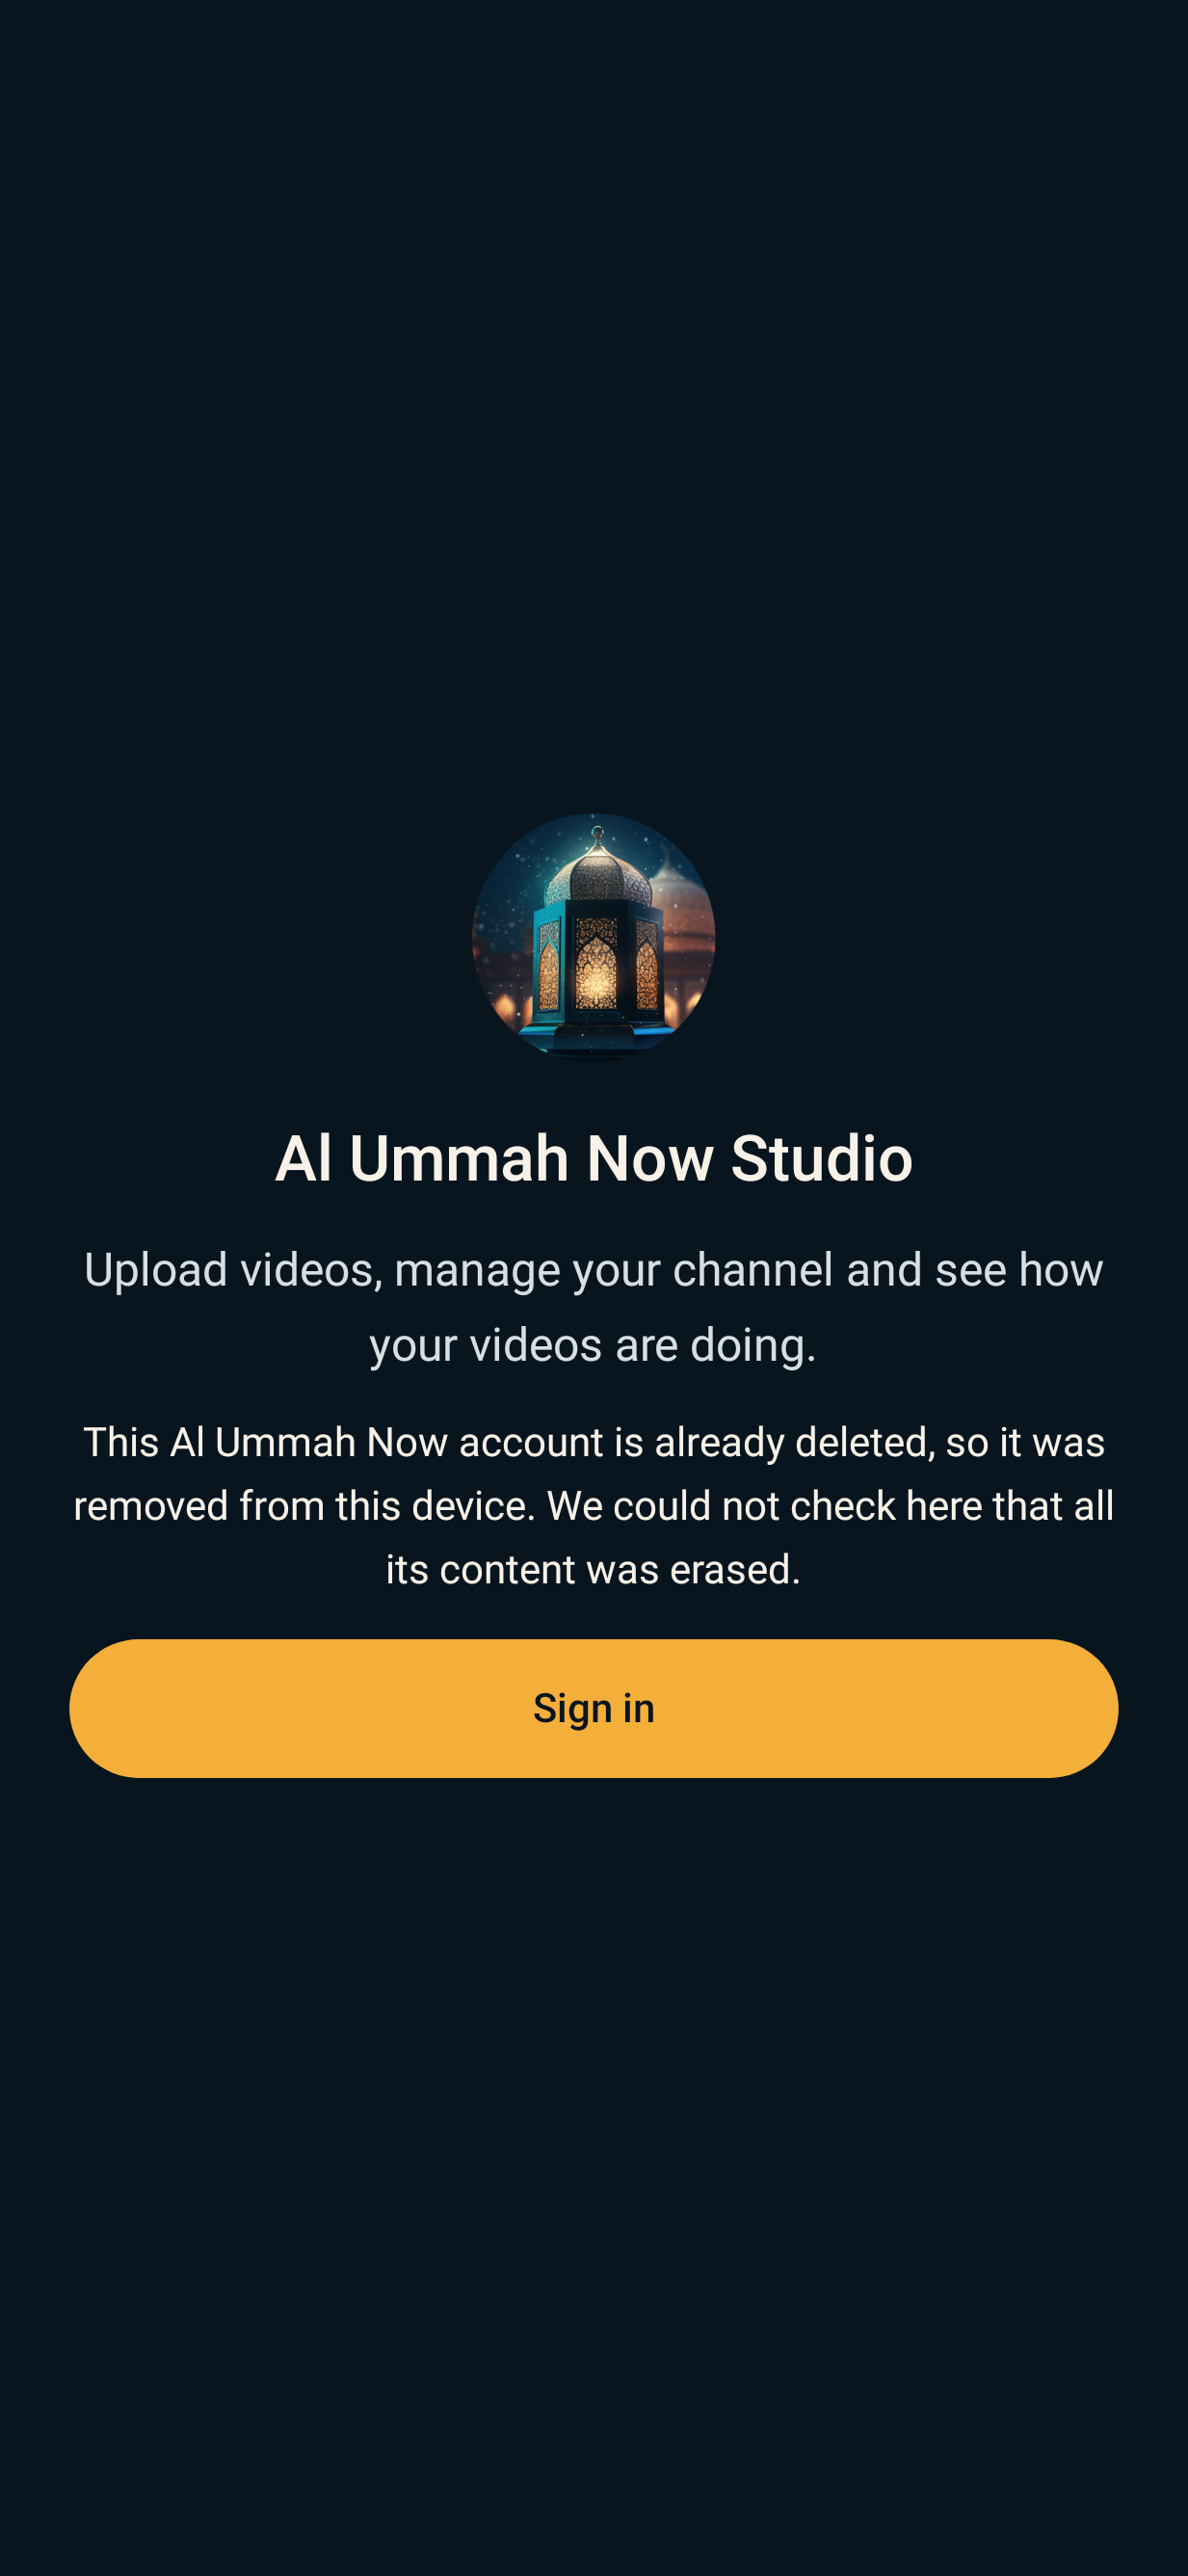 Al Ummah Now Studio
Upload videos, manage your channel and see how
your videos are doing.
This Al Ummah Now account is already deleted, so it was
removed from this device. We could not check here that all
its content was erased.
Sign in